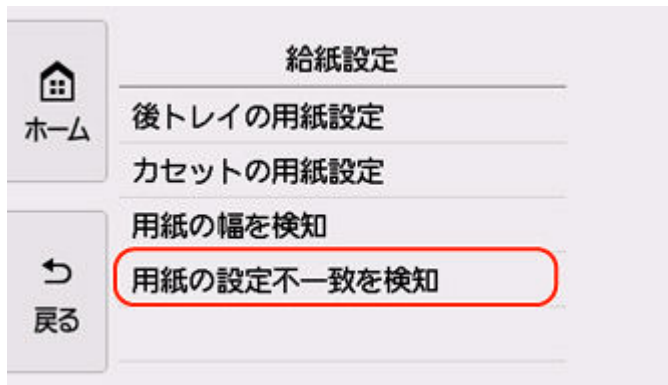 給紙設定
ホーム
後トレイの用紙設定
カセットの用紙設定
用紙の幅を検知
用紙の設定不一致を検知
戻る